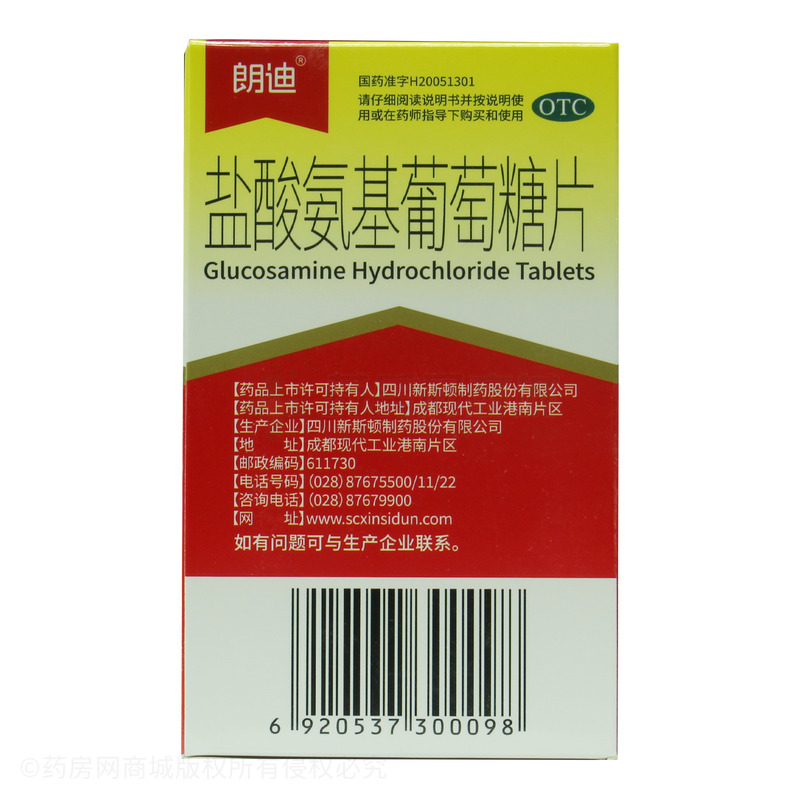 朗迪®
国药准字H20051301
请仔细阅读说明书并按说明使
用或在药师指导下购买和使用
OTC
盐酸氨基葡萄糖片
Glucosamine Hydrochloride Tablets
【药品上市许可持有人】四川新斯顿制药股份有限公司
【药品上市许可持有人地址】成都现代工业港南片区
【生产企业】四川新斯顿制药股份有限公司
【地 址】成都现代工业港南片区
【邮政编码】611730
【电话号码】(028)87675500/11/22
【咨询电话】(028)87679900
【网 址】www.scxinsidun.com
如有问题可与生产企业联系。
6 920537 300098
©药房网商城版权所有侵权必究